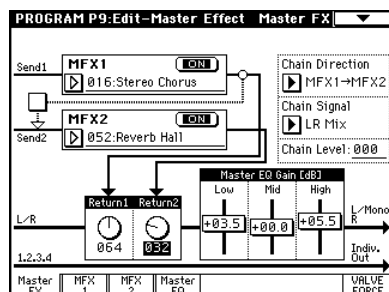 PROGRAM P9:Edit-Master Effect Master FX
Send1
MFX1 ON
016:Stereo Chorus
Chain Direction
MFX1→MFX2
Chain Signal
LR Mix
Chain Level: 000
MFX2 ON
Send2
052:Reverb Hall
Master EQ Gain [dB]
Return1 Return2
Low Mid High
L/R
064 032
+03.5 +00.0 +05.5
L/Mono
R
1.2.3.4
Indiv.
Out
Master FX
MFX 1
MFX 2
Master EQ
VALVE FORCE